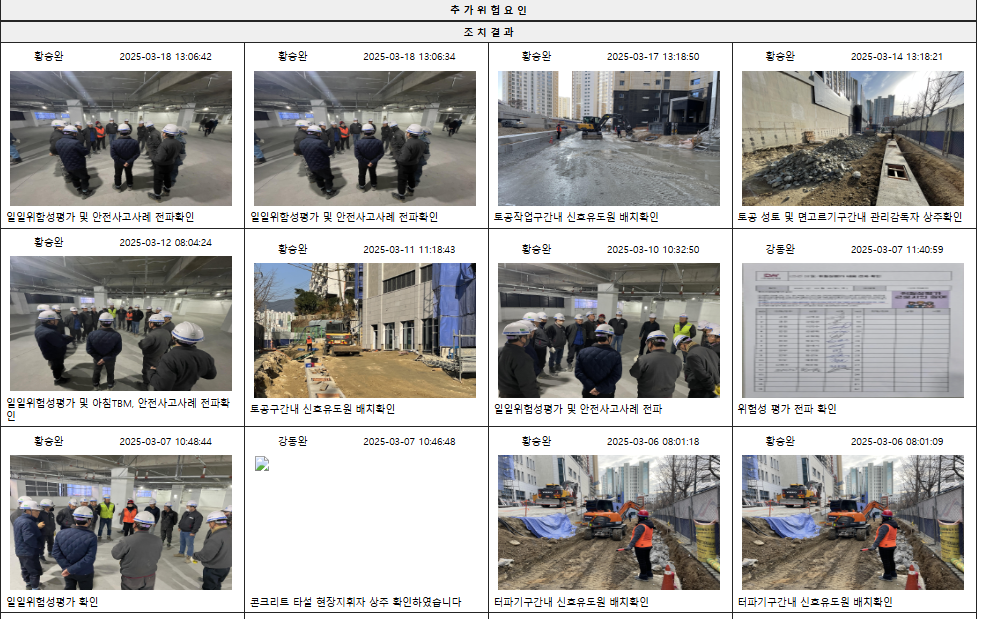 추 가 위 험 요 인
조 치 결 과
황승완 2025-03-18 13:06:42
황승완 2025-03-18 13:06:34
황승완 2025-03-17 13:18:50
황승완 2025-03-14 13:18:21
일일위험성평가 및 안전사고사례 전파확인
일일위험성평가 및 안전사고사례 전파확인
토공작업구간내 신호유도원 배치확인
토공 성토 및 면고르기구간내 관리감독자 상주확인
황승완 2025-03-12 08:04:24
황승완 2025-03-11 11:18:43
황승완 2025-03-10 10:32:50
강동완 2025-03-07 11:40:59
일일위험성평가 및 아침TBM, 안전사고사례 전파확
인
토공구간내 신호유도원 배치확인
일일위험성평가 및 안전사고사례 전파
위험성 평가 전파 확인
황승완 2025-03-07 10:48:44
강동완 2025-03-07 10:46:48
황승완 2025-03-06 08:01:18
황승완 2025-03-06 08:01:09
일일위험성평가 확인
콘크리트 타설 현장지휘자 상주 확인하였습니다
터파기구간내 신호유도원 배치확인
터파기구간내 신호유도원 배치확인